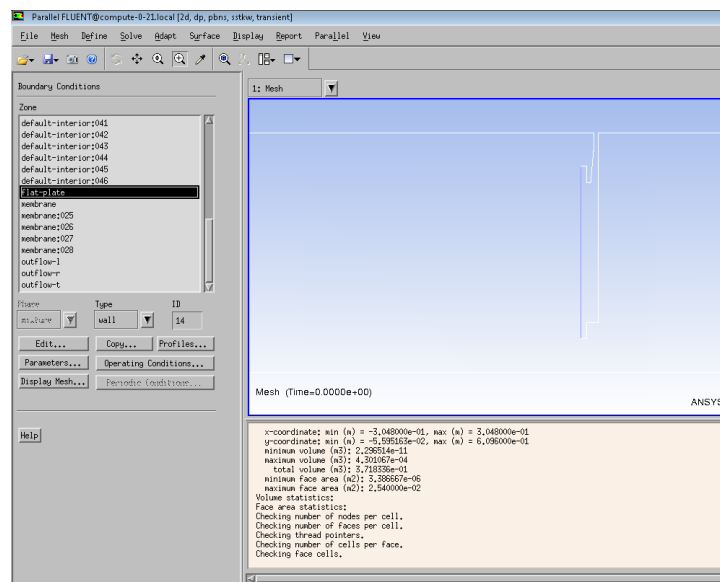 Parallel FLUENT@compute-0-21.local [2d, dp, pbns, sstkw, transient]
File Mesh Define Solve Adapt Surface Display Report Parallel View
Boundary Conditions
Zone
default-interior:041
default-interior:042
default-interior:043
default-interior:044
default-interior:045
default-interior:046
flat-plate
membrane
membrane:025
membrane:026
membrane:027
membrane:028
outflow-l
outflow-r
outflow-t
Phase Type ID
mixture wall 14
Edit... Copy... Profiles...
Parameters... Operating Conditions...
Display Mesh... Periodic Conditions...
Help
1: Mesh
Mesh (Time=0.0000e+00)
ANSYS
x-coordinate: min (m) = -3.048000e-01, max (m) = 3.048000e-01
y-coordinate: min (m) = -5.595163e-02, max (m) = 6.096000e-01
minimum volume (m3): 2.296514e-11
maximum volume (m3): 4.301067e-04
total volume (m3): 3.718336e-01
minimum face area (m2): 3.386667e-06
maximum face area (m2): 2.540000e-02
Volume statistics:
Face area statistics:
Checking number of nodes per cell.
Checking number of faces per cell.
Checking thread pointers.
Checking number of cells per face.
Checking face cells.